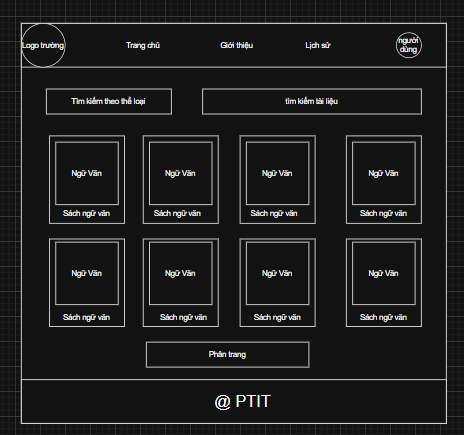 Logo trường
Trang chủ
Giới thiệu
Lịch sử
người
dùng
Tìm kiếm theo thể loại
tìm kiếm tài liệu
Ngữ Văn
Ngữ Văn
Ngữ Văn
Ngữ Văn
Sách ngữ văn
Sách ngữ văn
Sách ngữ văn
Sách ngữ văn
Ngữ Văn
Ngữ Văn
Ngữ Văn
Ngữ Văn
Sách ngữ văn
Sách ngữ văn
Sách ngữ văn
Sách ngữ văn
Phân trang
@ PTIT